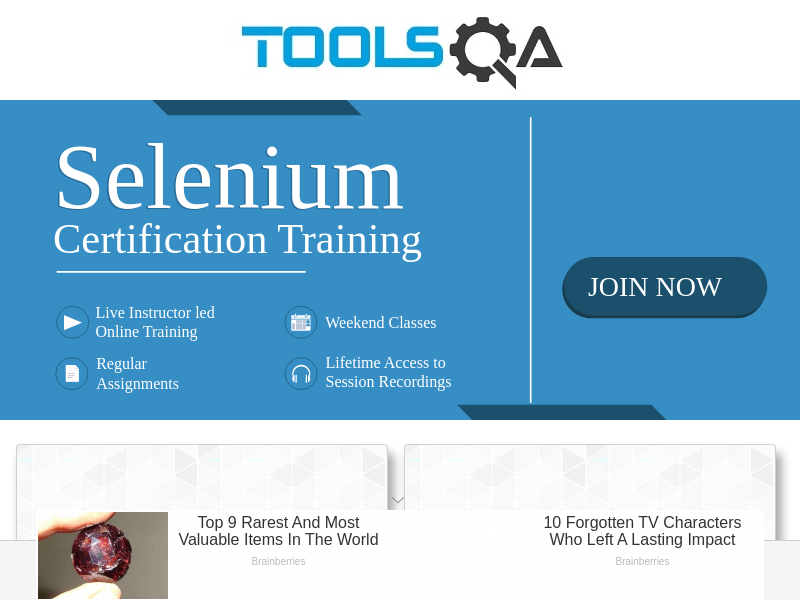 TOOLSQA
Selenium
Certification Training
JOIN NOW
Live Instructor led
Online Training
Weekend Classes
Regular
Assignments
Lifetime Access to
Session Recordings
Top 9 Rarest And Most
Valuable Items In The World
Brainberries
10 Forgotten TV Characters
Who Left A Lasting Impact
Brainberries